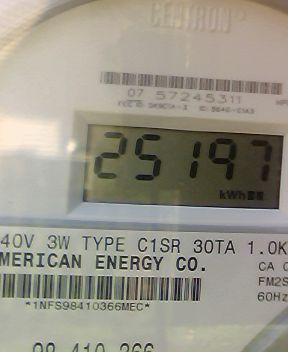 CENTRON
07 57245311
25197
kWh
40V 3W TYPE C1SR 30TA 1.0K
MERICAN ENERGY CO.
CA 0
FM2S
60Hz
*1NFS98410366MEC*
98 410 366